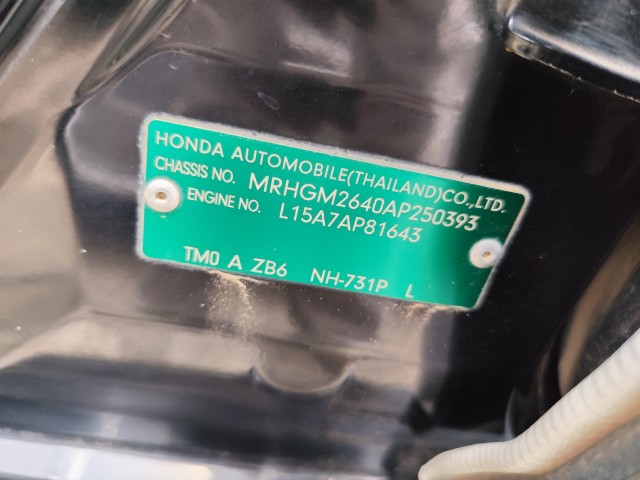 HONDA AUTOMOBILE(THAILAND)CO.,LTD.
CHASSIS NO. MRHGM2640AP250393
ENGINE NO. L15A7AP81643
TM0 A ZB6 NH-731P L